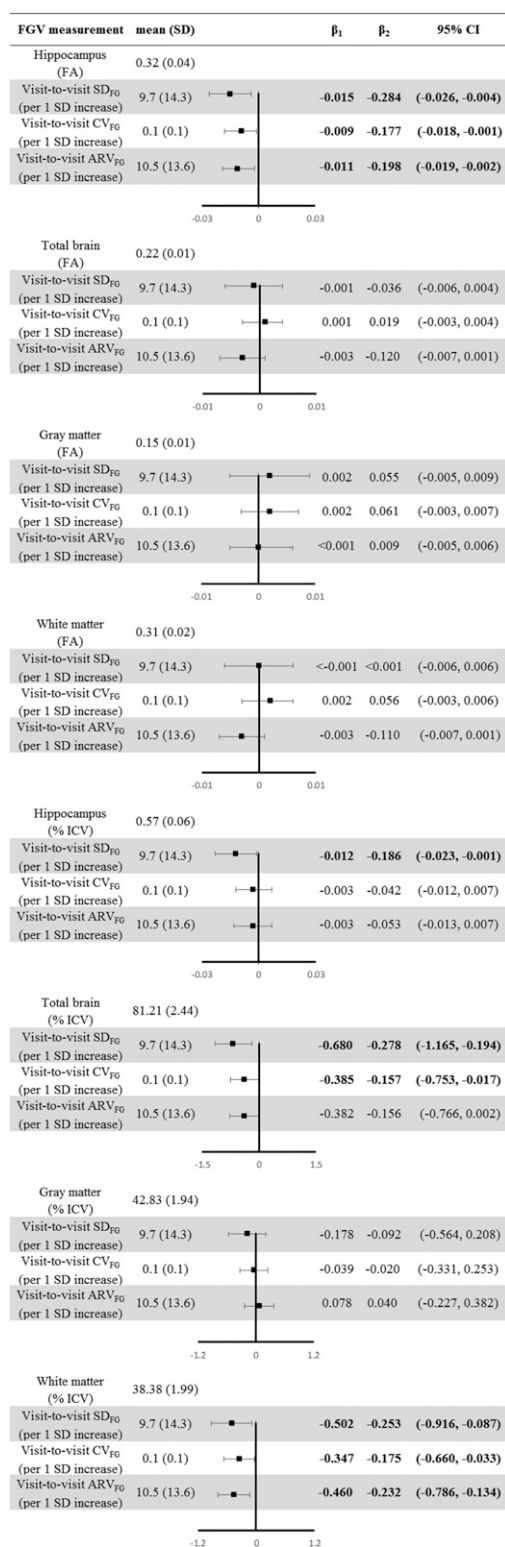 FGV measurement mean (SD) β1 β2 95% CI
Hippocampus
(FA) 0.32 (0.04)
Visit-to-visit SDFG
(per 1 SD increase) 9.7 (14.3) -0.015 -0.284 (-0.026, -0.004)
Visit-to-visit CVFG
(per 1 SD increase) 0.1 (0.1) -0.009 -0.177 (-0.018, -0.001)
Visit-to-visit ARVFG
(per 1 SD increase) 10.5 (13.6) -0.011 -0.198 (-0.019, -0.002)
-0.03 0 0.03
Total brain
(FA) 0.22 (0.01)
Visit-to-visit SDFG
(per 1 SD increase) 9.7 (14.3) -0.001 -0.036 (-0.006, 0.004)
Visit-to-visit CVFG
(per 1 SD increase) 0.1 (0.1) 0.001 0.019 (-0.003, 0.004)
Visit-to-visit ARVFG
(per 1 SD increase) 10.5 (13.6) -0.003 -0.120 (-0.007, 0.001)
-0.01 0 0.01
Gray matter
(FA) 0.15 (0.01)
Visit-to-visit SDFG
(per 1 SD increase) 9.7 (14.3) 0.002 0.055 (-0.005, 0.009)
Visit-to-visit CVFG
(per 1 SD increase) 0.1 (0.1) 0.002 0.061 (-0.003, 0.007)
Visit-to-visit ARVFG
(per 1 SD increase) 10.5 (13.6) <0.001 0.009 (-0.005, 0.006)
-0.01 0 0.01
White matter
(FA) 0.31 (0.02)
Visit-to-visit SDFG
(per 1 SD increase) 9.7 (14.3) <-0.001 <0.001 (-0.006, 0.006)
Visit-to-visit CVFG
(per 1 SD increase) 0.1 (0.1) 0.002 0.056 (-0.003, 0.006)
Visit-to-visit ARVFG
(per 1 SD increase) 10.5 (13.6) -0.003 -0.110 (-0.007, 0.001)
-0.01 0 0.01
Hippocampus
(% ICV) 0.57 (0.06)
Visit-to-visit SDFG
(per 1 SD increase) 9.7 (14.3) -0.012 -0.186 (-0.023, -0.001)
Visit-to-visit CVFG
(per 1 SD increase) 0.1 (0.1) -0.003 -0.042 (-0.012, 0.007)
Visit-to-visit ARVFG
(per 1 SD increase) 10.5 (13.6) -0.003 -0.053 (-0.013, 0.007)
-0.03 0 0.03
Total brain
(% ICV) 81.21 (2.44)
Visit-to-visit SDFG
(per 1 SD increase) 9.7 (14.3) -0.680 -0.278 (-1.165, -0.194)
Visit-to-visit CVFG
(per 1 SD increase) 0.1 (0.1) -0.385 -0.157 (-0.753, -0.017)
Visit-to-visit ARVFG
(per 1 SD increase) 10.5 (13.6) -0.382 -0.156 (-0.766, 0.002)
-1.5 0 1.5
Gray matter
(% ICV) 42.83 (1.94)
Visit-to-visit SDFG
(per 1 SD increase) 9.7 (14.3) -0.178 -0.092 (-0.564, 0.208)
Visit-to-visit CVFG
(per 1 SD increase) 0.1 (0.1) -0.039 -0.020 (-0.331, 0.253)
Visit-to-visit ARVFG
(per 1 SD increase) 10.5 (13.6) 0.078 0.040 (-0.227, 0.382)
-1.2 0 1.2
White matter
(% ICV) 38.38 (1.99)
Visit-to-visit SDFG
(per 1 SD increase) 9.7 (14.3) -0.502 -0.253 (-0.916, -0.087)
Visit-to-visit CVFG
(per 1 SD increase) 0.1 (0.1) -0.347 -0.175 (-0.660, -0.033)
Visit-to-visit ARVFG
(per 1 SD increase) 10.5 (13.6) -0.460 -0.232 (-0.786, -0.134)
-1.2 0 1.2